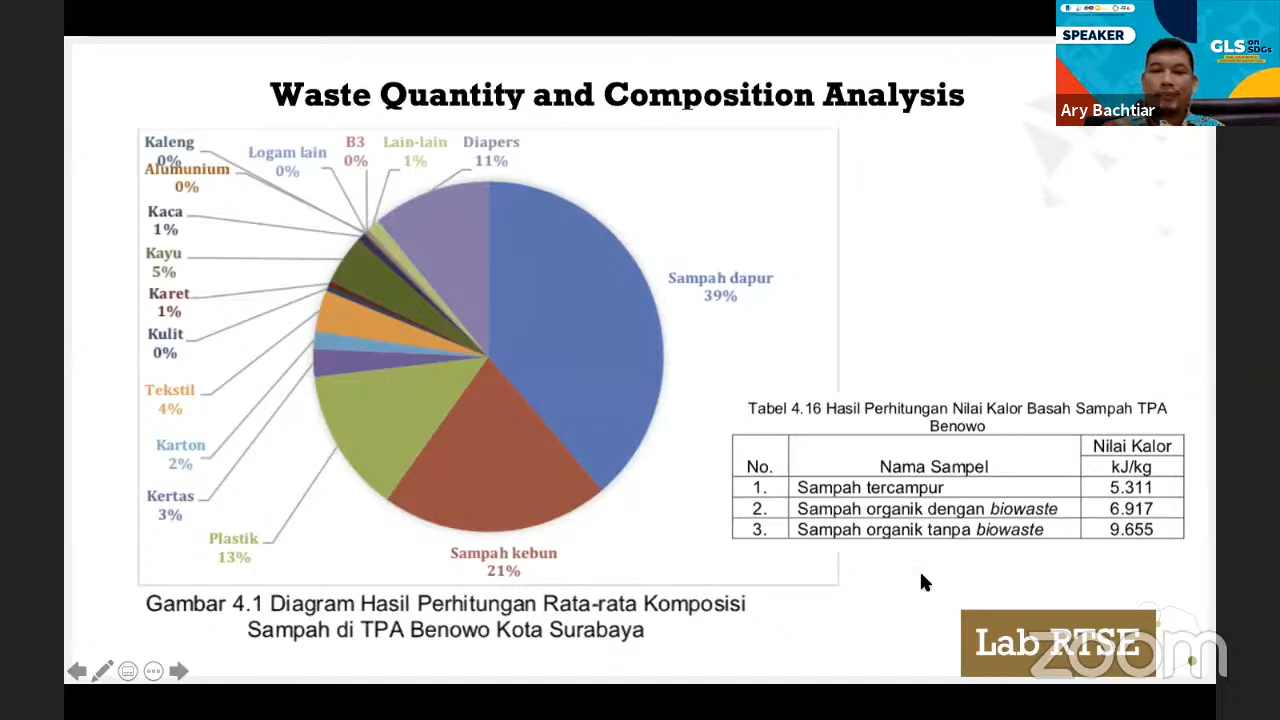 SPEAKER
GLS on SDGs
Ary Bachtiar
Waste Quantity and Composition Analysis
Kaleng
0%
Alumunium
0%
Logam lain
0%
B3
0%
Lain-lain
1%
Diapers
11%
Kaca
1%
Kayu
5%
Karet
1%
Kulit
0%
Tekstil
4%
Karton
2%
Kertas
3%
Plastik
13%
Sampah kebun
21%
Sampah dapur
39%
Gambar 4.1 Diagram Hasil Perhitungan Rata-rata Komposisi
Sampah di TPA Benowo Kota Surabaya
Tabel 4.16 Hasil Perhitungan Nilai Kalor Basah Sampah TPA
Benowo
No. Nama Sampel Nilai Kalor
kJ/kg
1. Sampah tercampur 5.311
2. Sampah organik dengan biowaste 6.917
3. Sampah organik tanpa biowaste 9.655
Lab RTSE
zoom